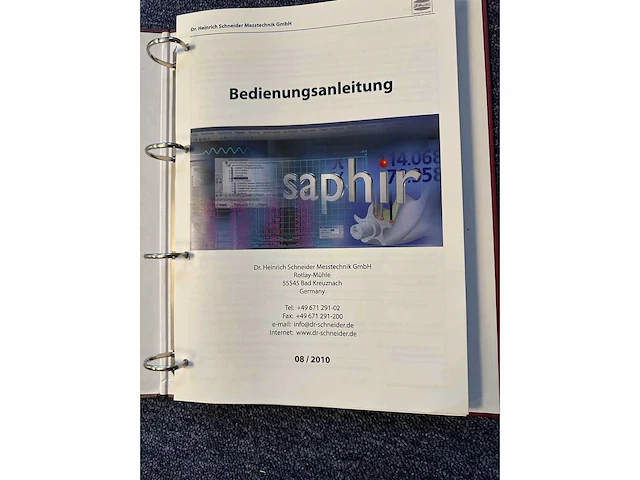 Dr. Heinrich Schneider Messtechnik GmbH
Bedienungsanleitung
14.068
saphir
Dr. Heinrich Schneider Messtechnik GmbH
Rotlay-Mühle
55545 Bad Kreuznach
Germany
Tel: +49 671 291-02
Fax: +49 671 291-200
e-mail: info@dr-schneider.de
Internet: www.dr-schneider.de
08 / 2010